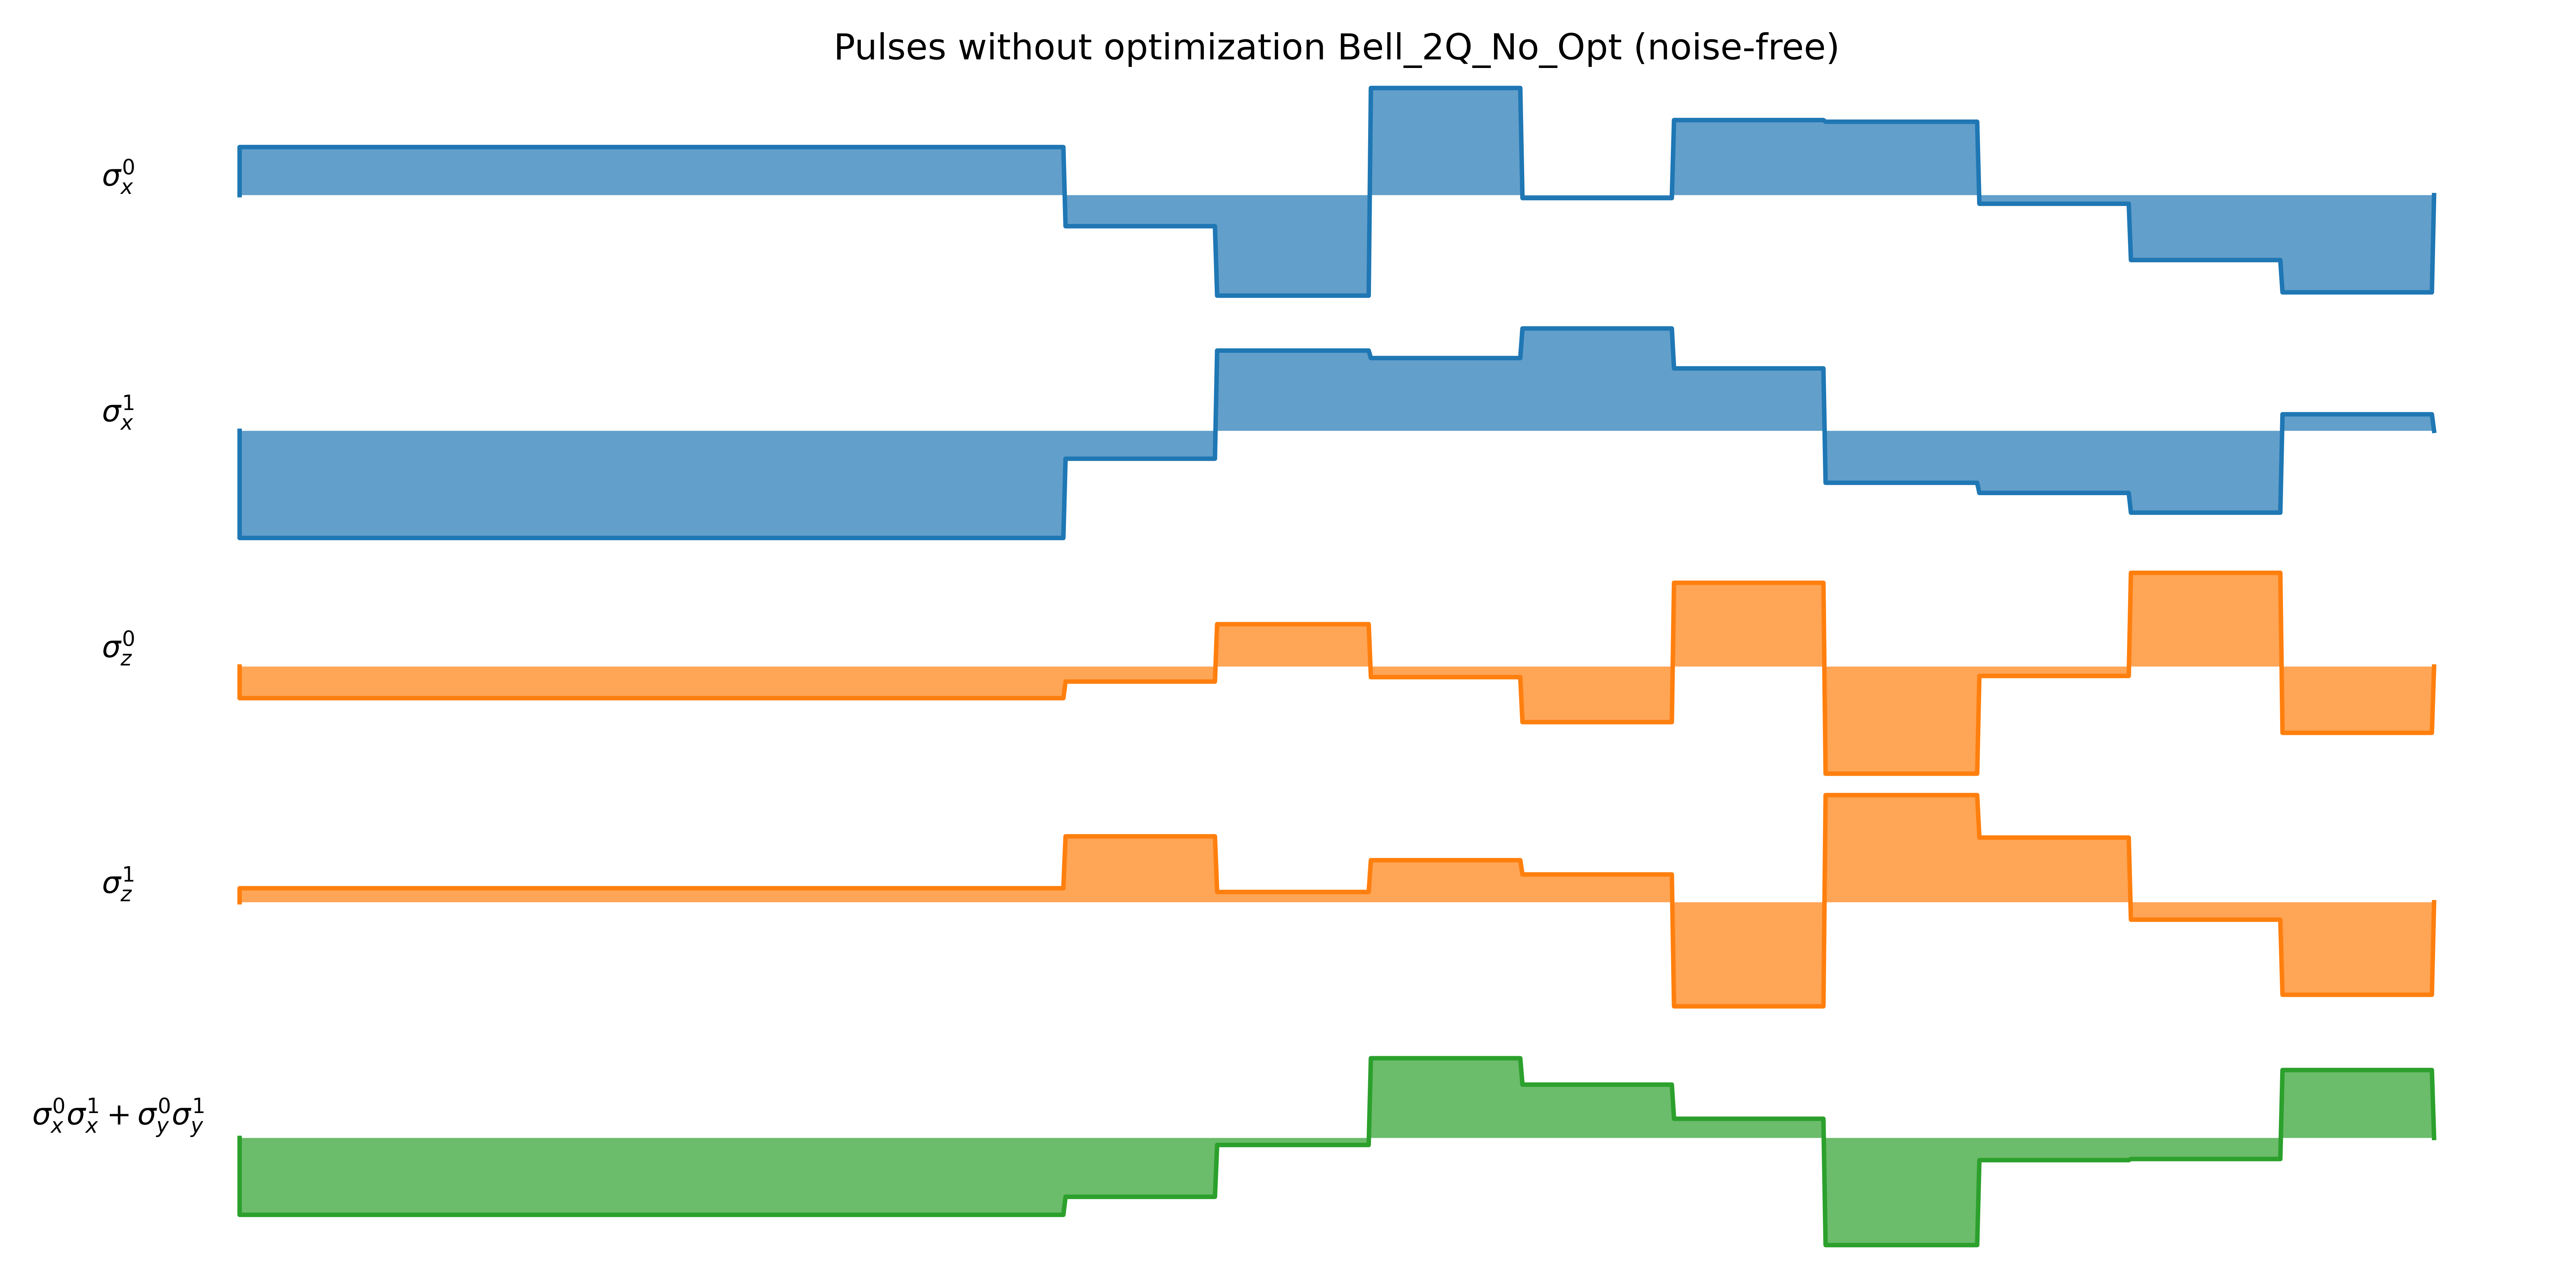 Pulses without optimization Bell_2Q_No_Opt (noise-free)
σ_x^0
σ_x^1
σ_z^0
σ_z^1
σ_x^0σ_x^1 + σ_y^0σ_y^1